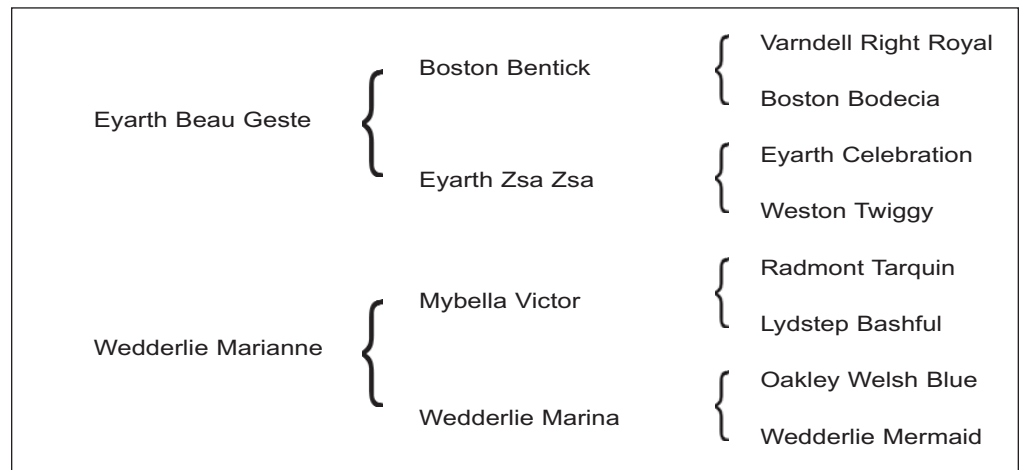 Varndell Right Royal
Boston Bentick
Boston Bodecia
Eyarth Beau Geste
Eyarth Celebration
Eyarth Zsa Zsa
Weston Twiggy
Radmont Tarquin
Mybella Victor
Lydstep Bashful
Wedderlie Marianne
Oakley Welsh Blue
Wedderlie Marina
Wedderlie Mermaid